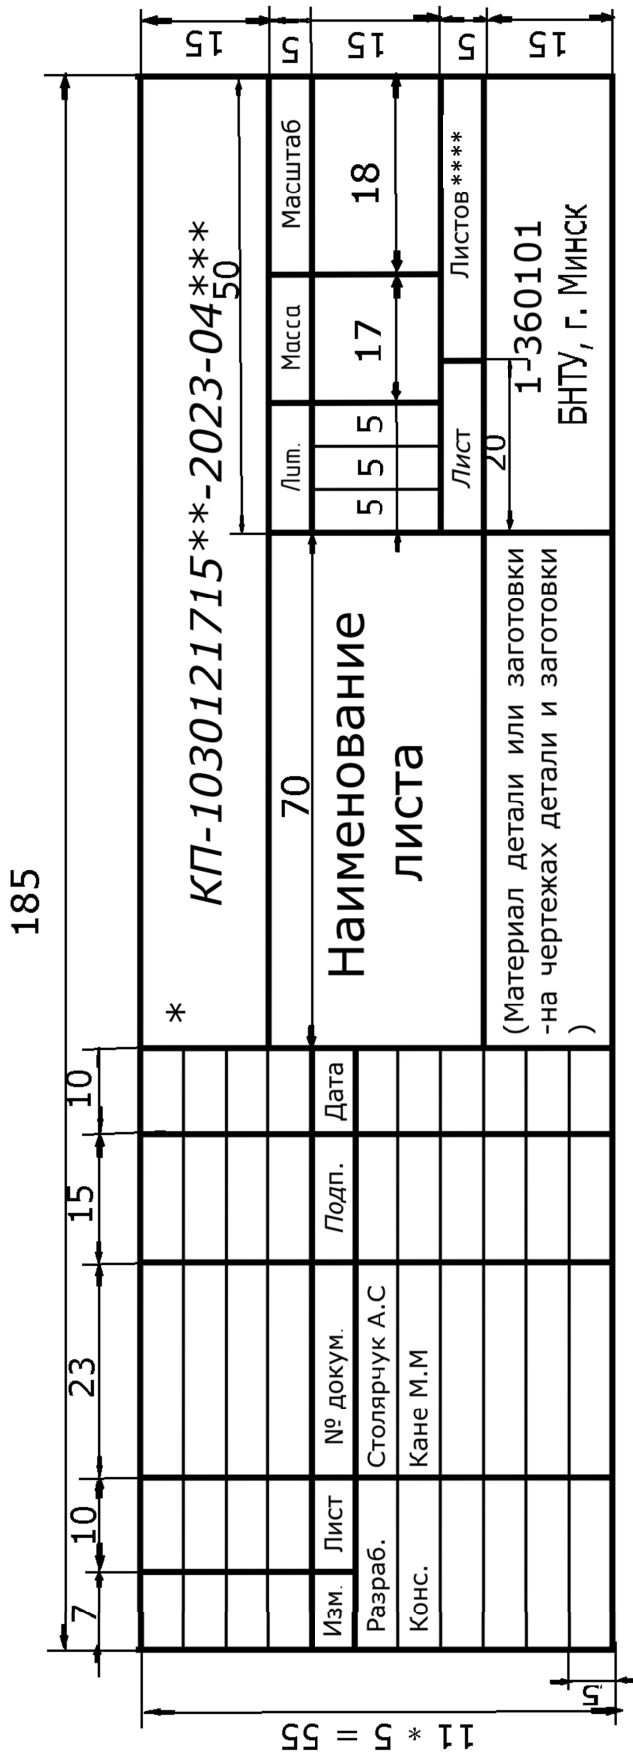 185
7
10
23
15
10
*
КП-1030121715**-2023-04***
50
15
5
15
5
15
70
Наименование
листа
Лит.
Масса
Масштаб
5
5
5
17
18
Лист
Листов****
20
1-360101
БНТУ, г. Минск
(Материал детали или заготовки
-на чертежах детали и заготовки
)
Изм.
Лист
№ докум.
Подп.
Дата
Разраб.
Столярчук А.С
Конс.
Кане М.М
11 * 5 = 55
5